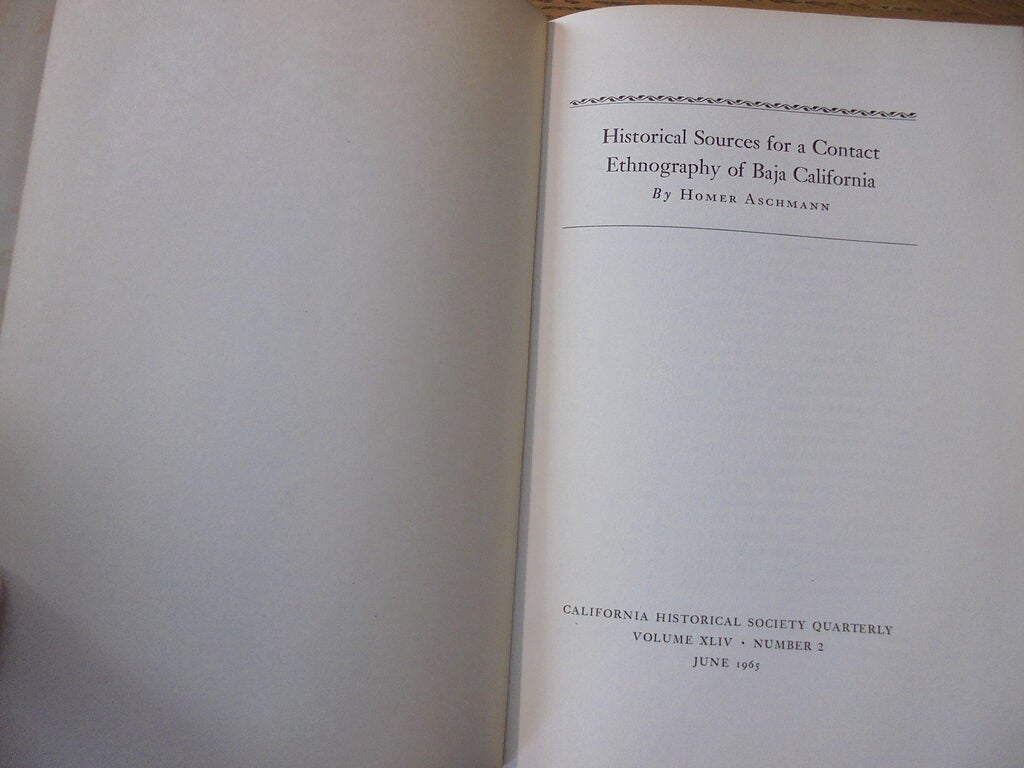 Historical Sources for a Contact
Ethnography of Baja California
By Homer Aschmann
CALIFORNIA HISTORICAL SOCIETY QUARTERLY
VOLUME XLIV · NUMBER 2
JUNE 1965